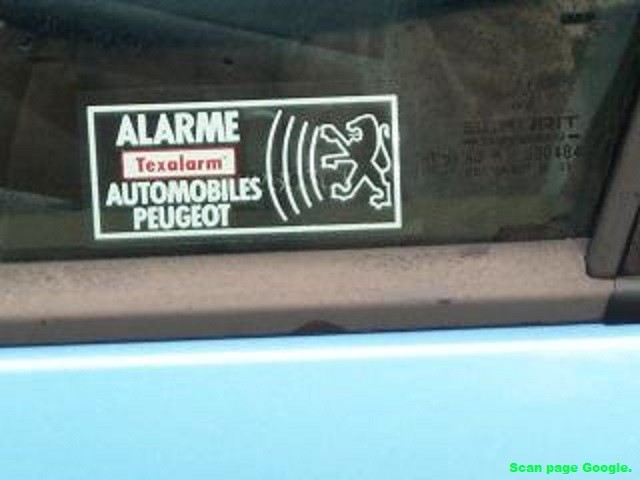 ALARME
Texalarm
AUTOMOBILES
PEUGEOT
Scan page Google.